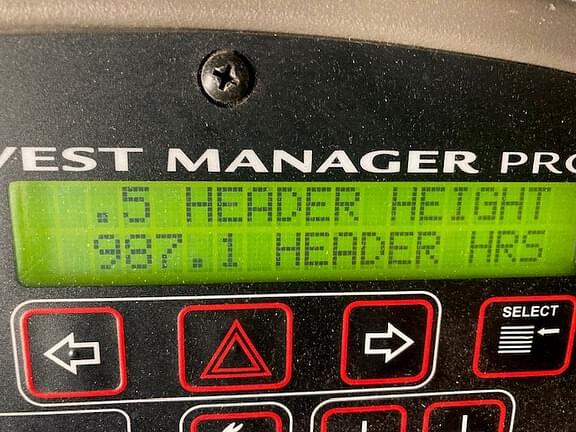 VEST MANAGER PRO
.5 HEADER HEIGHT
987.1 HEADER HRS
SELECT